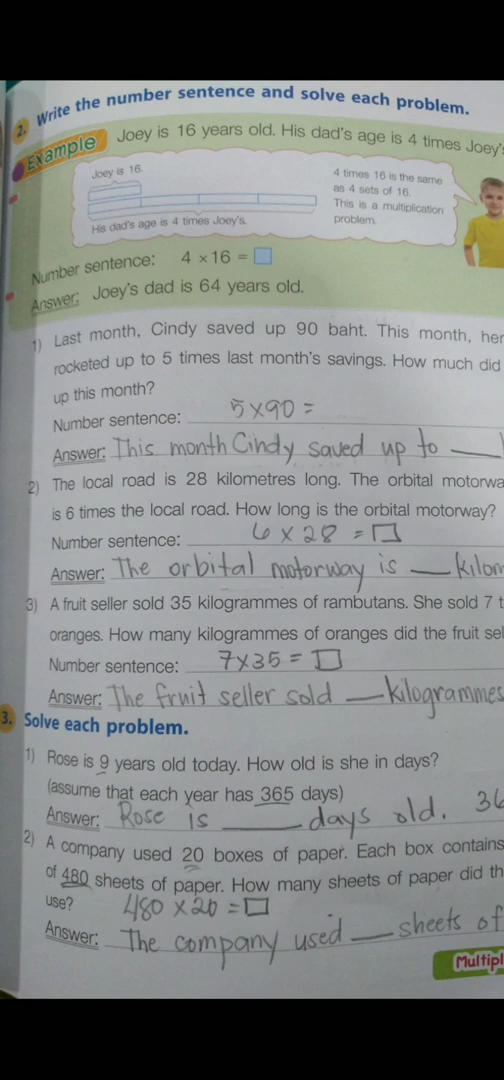 2. Write the number sentence and solve each problem.
Example Joey is 16 years old. His dad's age is 4 times Joey's
Joey is 16.
His dad's age is 4 times Joey's.
4 times 16 is the same
as 4 sets of 16.
This is a multiplication
problem.
Number sentence: 4 × 16 = □
Answer: Joey's dad is 64 years old.
1) Last month, Cindy saved up 90 baht. This month, her
rocketed up to 5 times last month's savings. How much did
up this month?
Number sentence: 5 x 90 =
Answer: This month Cindy saved up to __
2) The local road is 28 kilometres long. The orbital motorwa
is 6 times the local road. How long is the orbital motorway?
Number sentence: 6 x 28 = □
Answer: The orbital motorway is __ kilom
3) A fruit seller sold 35 kilogrammes of rambutans. She sold 7 t
oranges. How many kilogrammes of oranges did the fruit sel
Number sentence: 7 x 35 = □
Answer: The fruit seller sold __ kilogrammes
3. Solve each problem.
1) Rose is 9 years old today. How old is she in days?
(assume that each year has 365 days)
Answer: Rose is ____ days old. 36
2) A company used 20 boxes of paper. Each box contains
of 480 sheets of paper. How many sheets of paper did th
use? 480 x 20 = □
Answer: The company used __ sheets of
Multipl